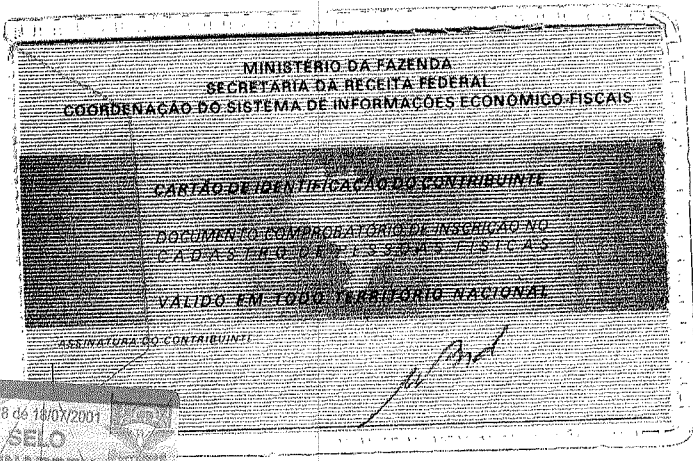 MINISTÉRIO DA FAZENDA
SECRETARIA DA RECEITA FEDERAL
COORDENAÇÃO DO SISTEMA DE INFORMAÇÕES ECONÔMICO-FISCAIS
CARTÃO DE IDENTIFICAÇÃO DO CONTRIBUINTE
DOCUMENTO COMPROBATÓRIO DE INSCRIÇÃO NO
CADASTRO DE PESSOAS FÍSICAS
VÁLIDO EM TODO TERRITÓRIO NACIONAL
ASSINATURA DO CONTRIBUINTE
8 de 18/07/2001
SELO